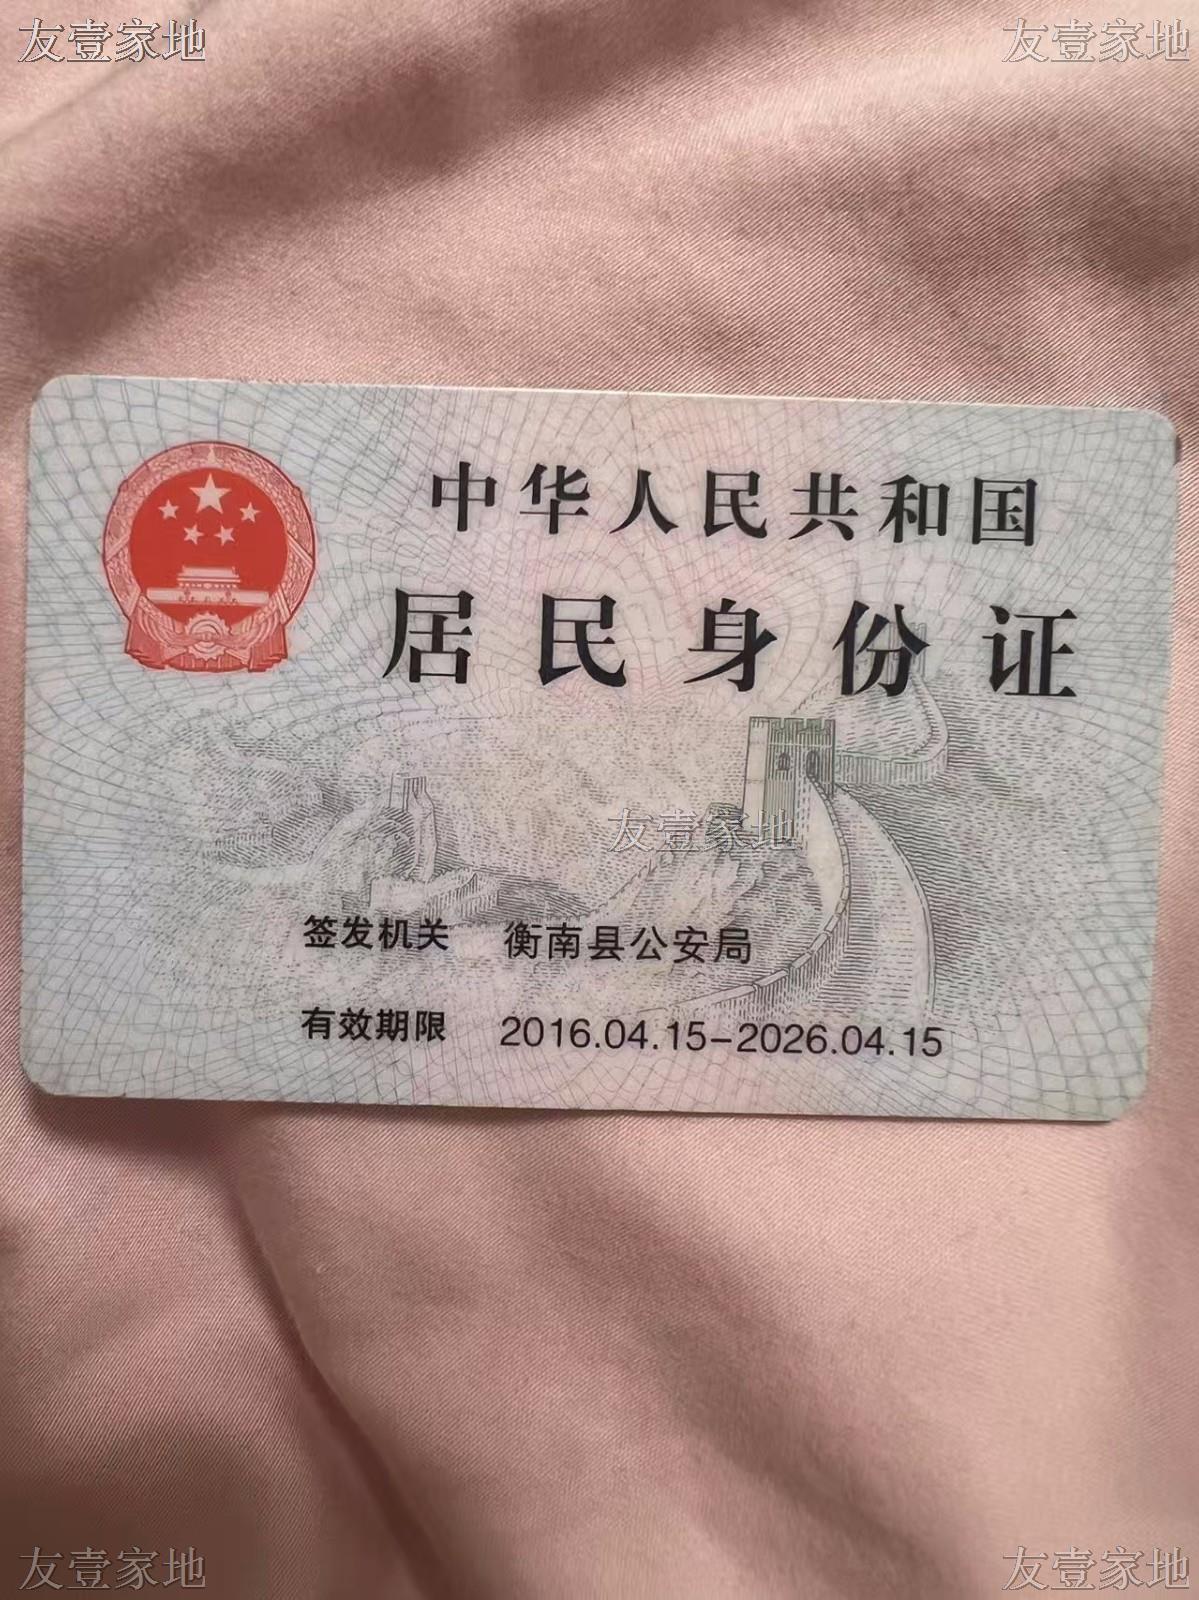 友壹家地 友壹家地
中华人民共和国
居民身份证
友壹家地
签发机关 衡南县公安局
有效期限 2016.04.15-2026.04.15
友壹家地 友壹家地